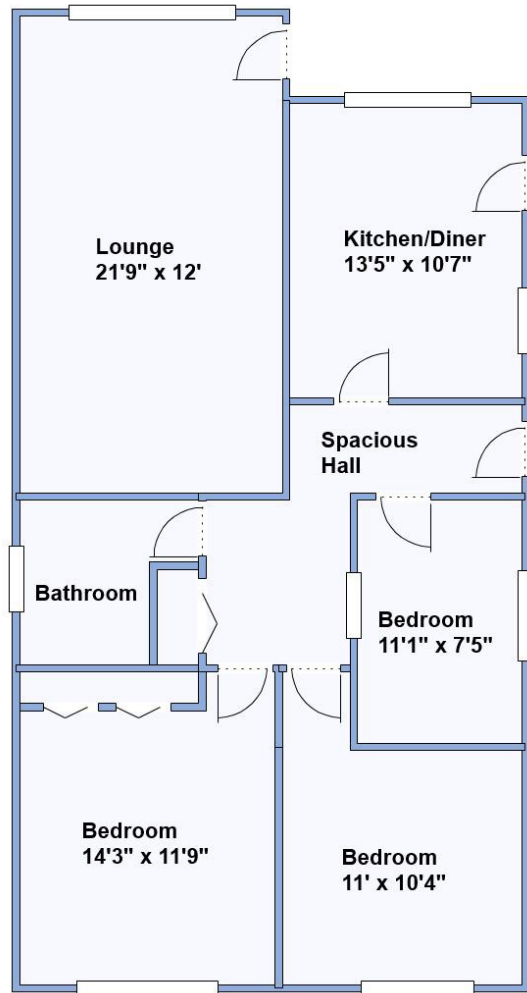 Lounge
21'9" x 12'
Kitchen/Diner
13'5" x 10'7"
Spacious
Hall
Bathroom
Bedroom
11'1" x 7'5"
Bedroom
14'3" x 11'9"
Bedroom
11' x 10'4"